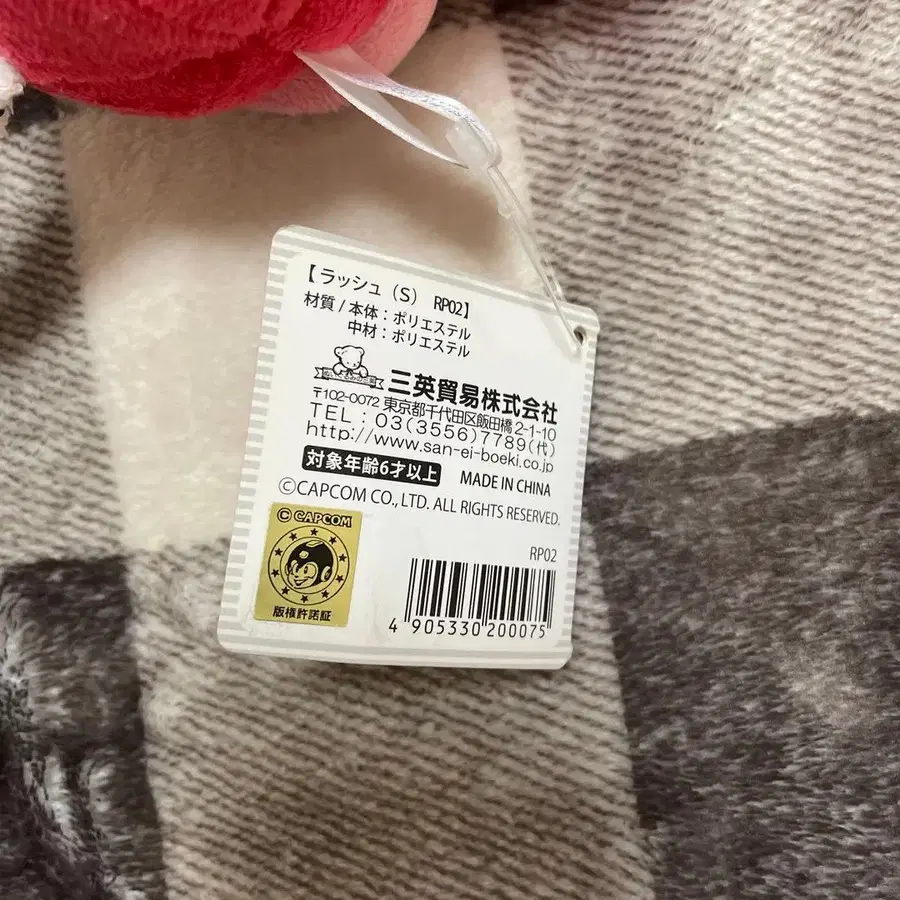 【ラッシュ（S） RP02】
材質 / 本体：ポリエステル
中材：ポリエステル
三英貿易株式会社
〒102-0072 東京都千代田区飯田橋 2-1-10
TEL：03(3556)7789(代)
http://www.san-ei-boeki.co.jp
対象年齢6才以上 MADE IN CHINA
©CAPCOM CO., LTD. ALL RIGHTS RESERVED.
© CAPCOM
版権許諾証
RP02
4 905330 200075